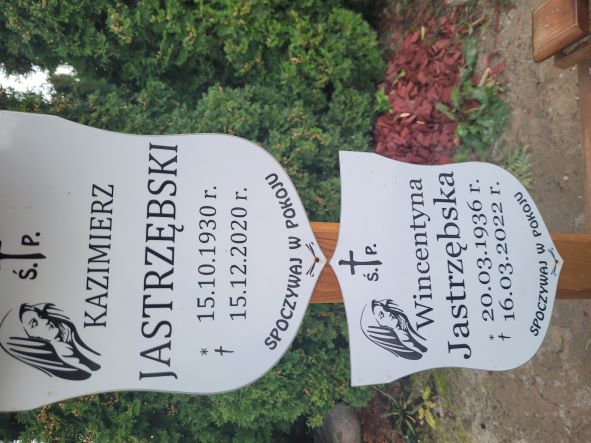 Ś. P.
KAZIMIERZ
JASTRZĘBSKI
* 15.10.1930 r.
† 15.12.2020 r.
SPOCZYWAJ W POKOJU
Ś. P.
Wincentyna
Jastrzębska
* 20.03.1936 r.
† 16.03.2022 r.
SPOCZYWAJ W POKOJU